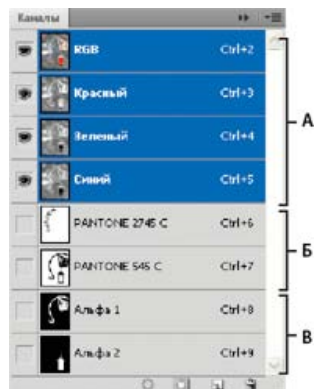 Каналы
RGB Ctrl+2
Красный Ctrl+3
Зеленый Ctrl+4
Синий Ctrl+5
А
PANTONE 2745 C Ctrl+6
PANTONE 545 C Ctrl+7
Б
Альфа 1 Ctrl+8
Альфа 2 Ctrl+9
В